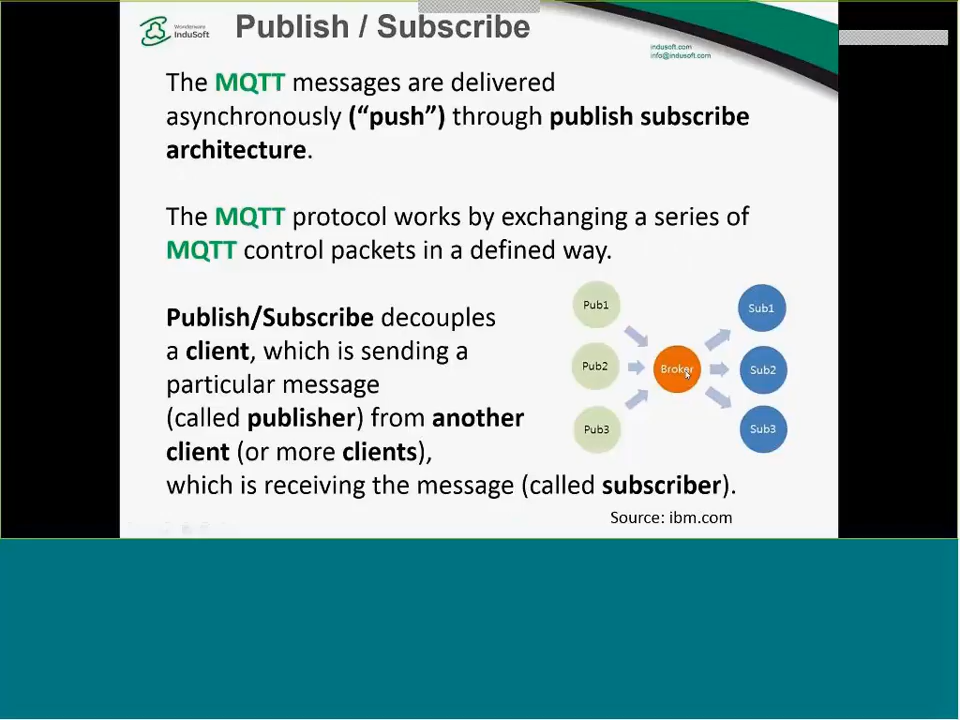 Wonderware
InduSoft
Publish / Subscribe
indusoft.com
info@indusoft.com
The MQTT messages are delivered
asynchronously (“push”) through publish subscribe
architecture.
The MQTT protocol works by exchanging a series of
MQTT control packets in a defined way.
Publish/Subscribe decouples
a client, which is sending a
particular message
(called publisher) from another
client (or more clients),
which is receiving the message (called subscriber).
Pub1
Sub1
Pub2
Broker
Sub2
Pub3
Sub3
Source: ibm.com